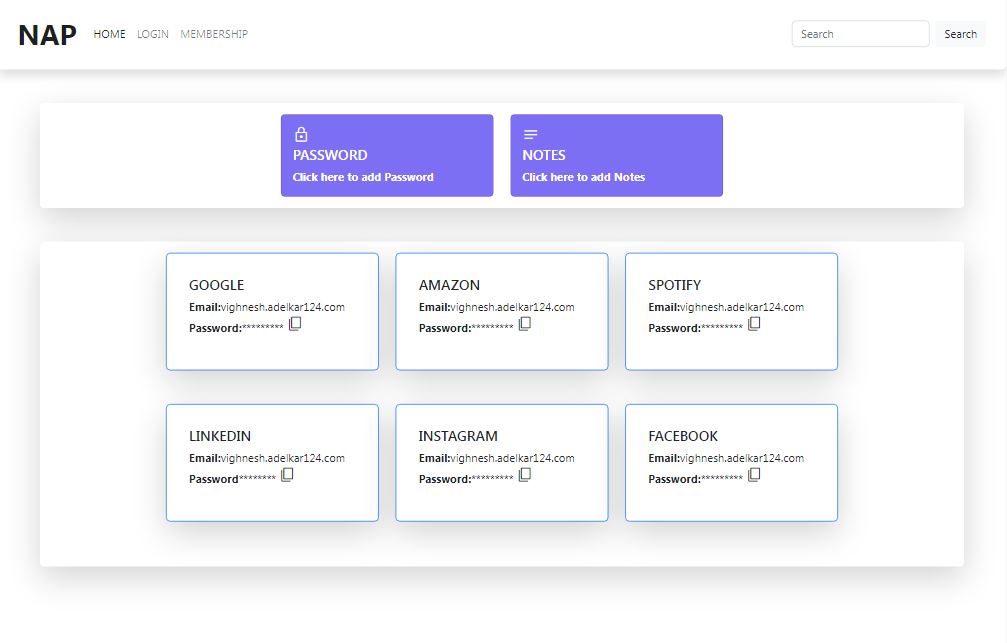 NAP HOME LOGIN MEMBERSHIP Search Search
PASSWORD
Click here to add Password
NOTES
Click here to add Notes
GOOGLE
Email:vighnesh.adelkar124.com
Password:*********
AMAZON
Email:vighnesh.adelkar124.com
Password:*********
SPOTIFY
Email:vighnesh.adelkar124.com
Password:*********
LINKEDIN
Email:vighnesh.adelkar124.com
Password********
INSTAGRAM
Email:vighnesh.adelkar124.com
Password:*********
FACEBOOK
Email:vighnesh.adelkar124.com
Password:*********